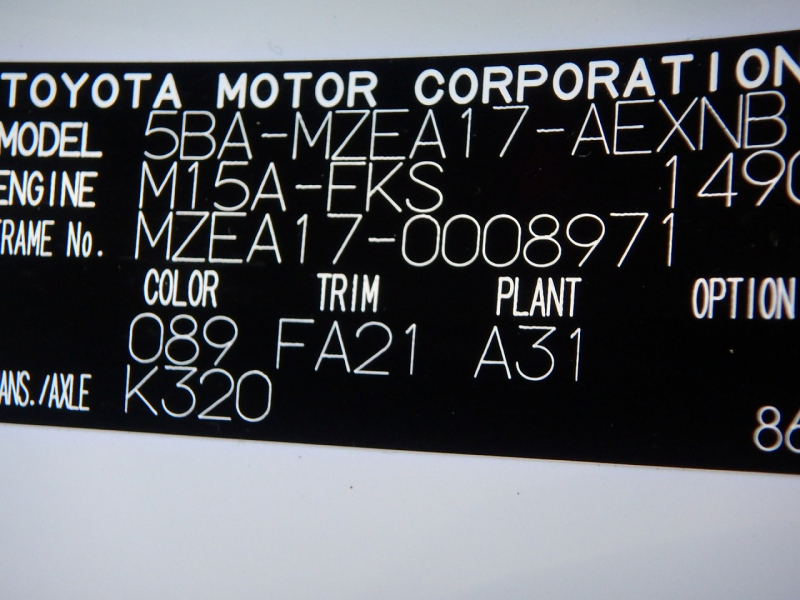 TOYOTA MOTOR CORPORATION
MODEL 5BA-MZEA17-AEXNB
ENGINE M15A-FKS 1490
FRAME No. MZEA17-0008971
COLOR TRIM PLANT OPTION
089 FA21 A31
ANS./AXLE K320
86